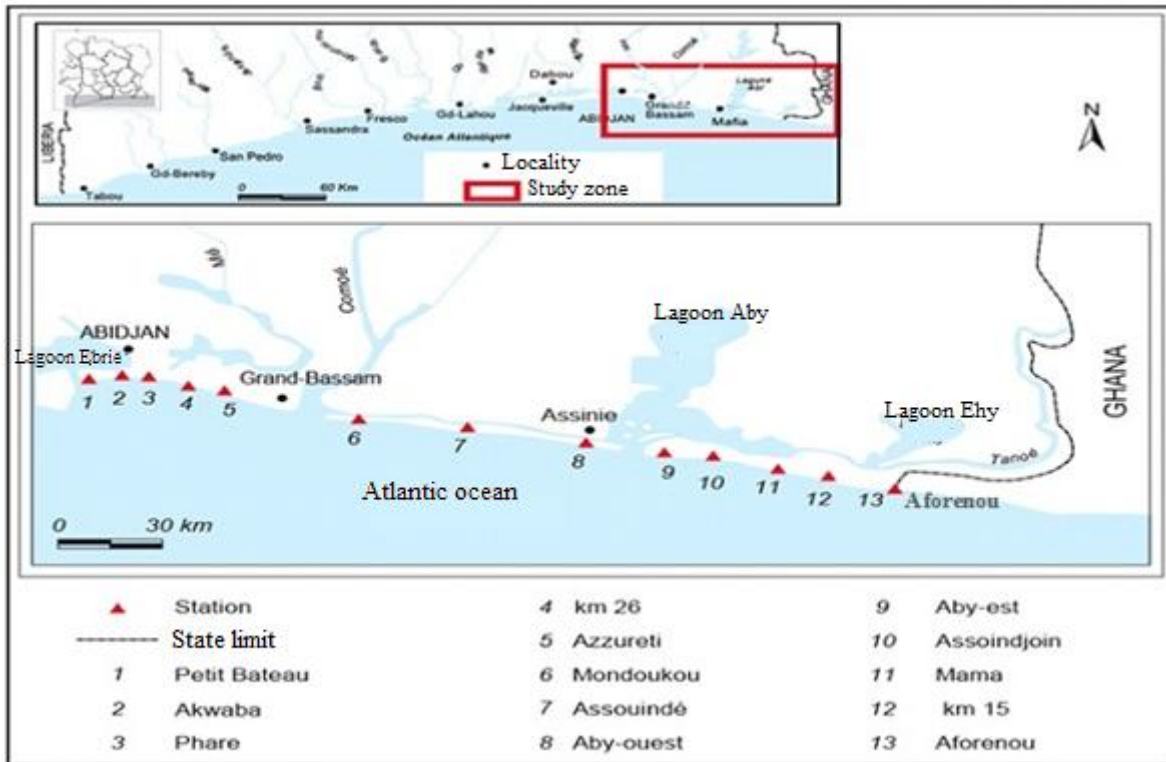 Dabou
Lagune
GHANA
Jacqueville
ABIDJAN
Bassam
Mafia
Gd-Lahou
Fresco
Sassandra
Océan Atlantique
San Pedro
Gd-Bereby
Tabou
LIBERIA
0 60 Km
Locality
Study zone
N
Mé
Comoé
Lagoon Aby
ABIDJAN
Lagoon Ebrie
Grand-Bassam
Assinie
Lagoon Ehy
Tanoé
GHANA
1
2
3
4
5
6
7
8
9
10
11
12
13
Aforenou
Atlantic ocean
0 30 km
Station
State limit
1 Petit Bateau
2 Akwaba
3 Phare
4 km 26
5 Azzureti
6 Mondoukou
7 Assouindé
8 Aby-ouest
9 Aby-est
10 Assoindjoin
11 Mama
12 km 15
13 Aforenou